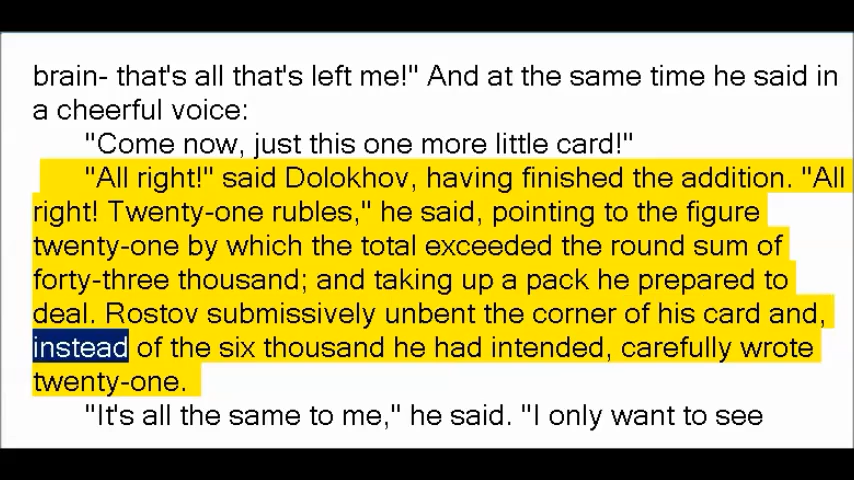 brain- that's all that's left me!" And at the same time he said in
a cheerful voice:
"Come now, just this one more little card!"
"All right!" said Dolokhov, having finished the addition. "All
right! Twenty-one rubles," he said, pointing to the figure
twenty-one by which the total exceeded the round sum of
forty-three thousand; and taking up a pack he prepared to
deal. Rostov submissively unbent the corner of his card and,
instead of the six thousand he had intended, carefully wrote
twenty-one.
"It's all the same to me," he said. "I only want to see